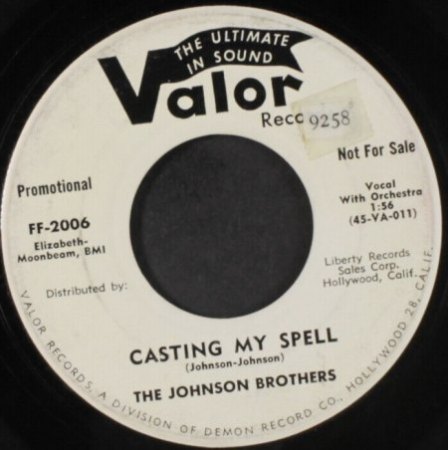 THE ULTIMATE
IN SOUND
Valor
9258
Promotional
Not For Sale
FF-2006
Elizabeth-
Moonbeam, BMI
Vocal
With Orchestra
1:56
(45-VA-011)
Distributed by:
Liberty Records
Sales Corp.
Hollywood, Calif.
CASTING MY SPELL
(Johnson-Johnson)
THE JOHNSON BROTHERS
VALOR RECORDS, A DIVISION OF DEMON RECORD CO., HOLLYWOOD 28, CALIF.